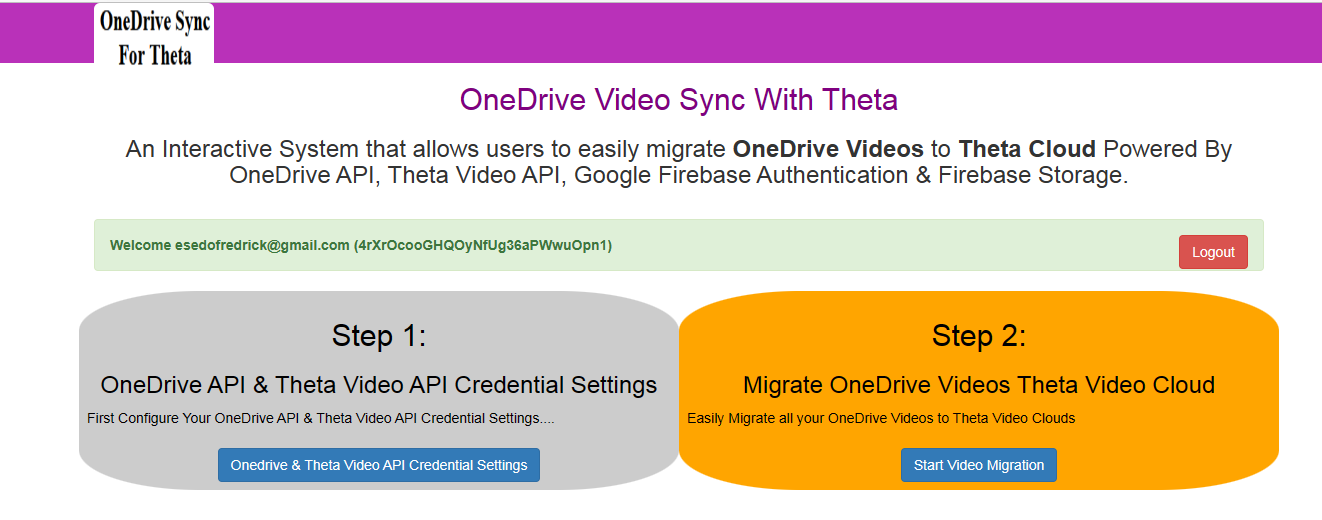 OneDrive Sync
For Theta
OneDrive Video Sync With Theta
An Interactive System that allows users to easily migrate OneDrive Videos to Theta Cloud Powered By
OneDrive API, Theta Video API, Google Firebase Authentication & Firebase Storage.
Welcome esedofredrick@gmail.com (4rXrOcooGHQOyNfUg36aPWwuOpn1)
Logout
Step 1:
OneDrive API & Theta Video API Credential Settings
First Configure Your OneDrive API & Theta Video API Credential Settings....
Onedrive & Theta Video API Credential Settings
Step 2:
Migrate OneDrive Videos Theta Video Cloud
Easily Migrate all your OneDrive Videos to Theta Video Clouds
Start Video Migration